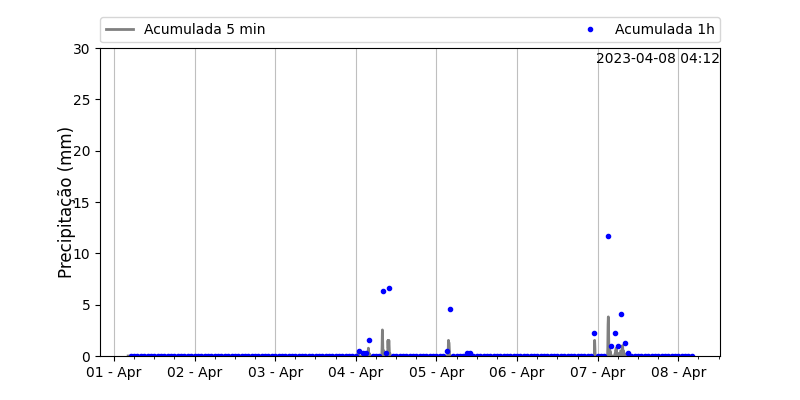 Acumulada 5 min Acumulada 1h
2023-04-08 04:12
Precipitação (mm)
30
25
20
15
10
5
0
01 - Apr 02 - Apr 03 - Apr 04 - Apr 05 - Apr 06 - Apr 07 - Apr 08 - Apr